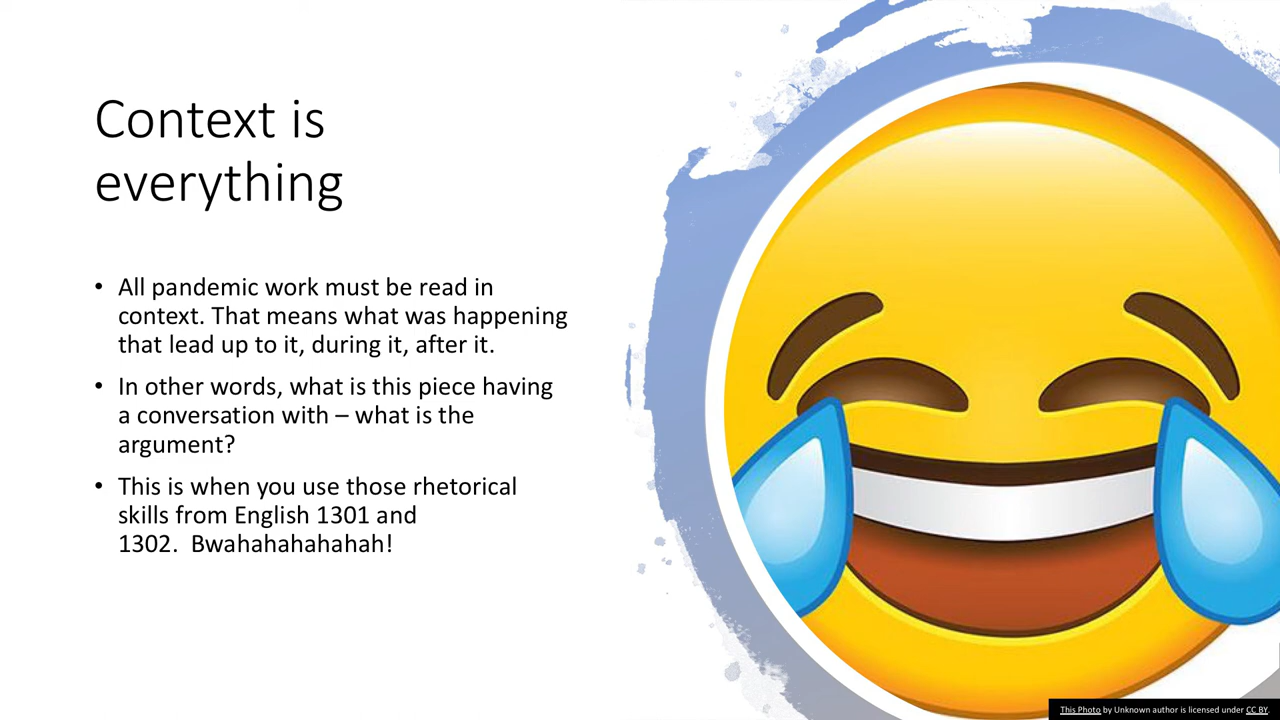 Context is
everything
• All pandemic work must be read in
context. That means what was happening
that lead up to it, during it, after it.
• In other words, what is this piece having
a conversation with – what is the
argument?
• This is when you use those rhetorical
skills from English 1301 and
1302.  Bwahahahahahah!
This Photo by Unknown author is licensed under CC BY.